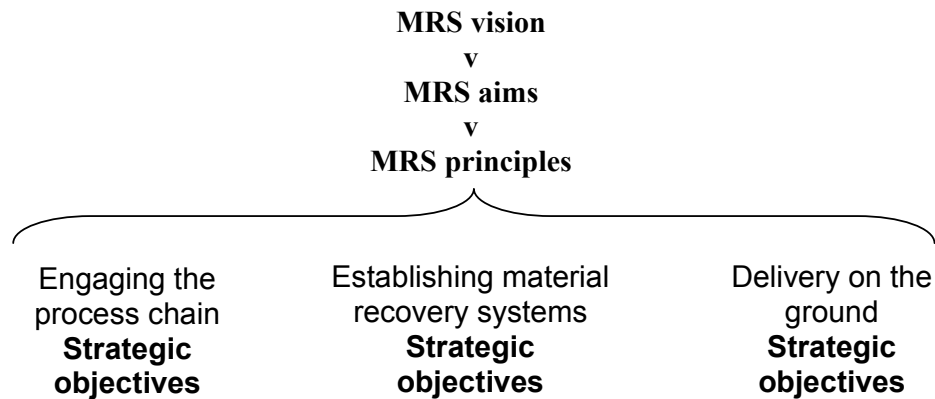 MRS vision
v
MRS aims
v
MRS principles
Engaging the
process chain
Strategic
objectives
Establishing material
recovery systems
Strategic
objectives
Delivery on the
ground
Strategic
objectives